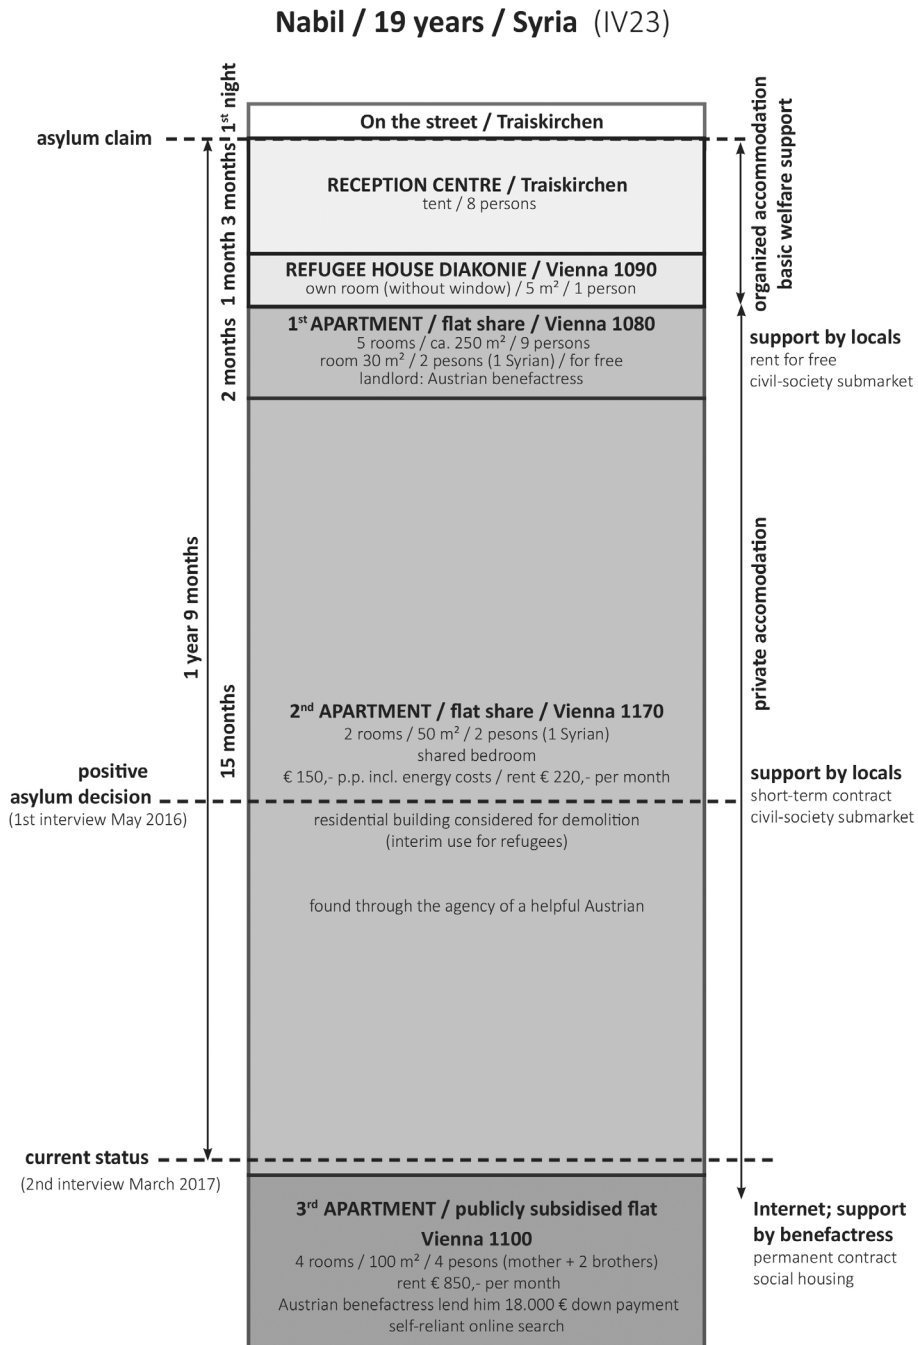 Nabil / 19 years / Syria (IV23)
1st night
On the street / Traiskirchen
asylum claim
3 months
RECEPTION CENTRE / Traiskirchen
tent / 8 persons
organized accommodation
basic welfare support
1 month
REFUGEE HOUSE DIAKONIE / Vienna 1090
own room (without window) / 5 m² / 1 person
2 months
1st APARTMENT / flat share / Vienna 1080
5 rooms / ca. 250 m² / 9 persons
room 30 m² / 2 pesons (1 Syrian) / for free
landlord: Austrian benefactress
support by locals
rent for free
civil-society submarket
1 year 9 months
private accomodation
15 months
2nd APARTMENT / flat share / Vienna 1170
2 rooms / 50 m² / 2 pesons (1 Syrian)
shared bedroom
€ 150,- p.p. incl. energy costs / rent € 220,- per month
positive
asylum decision
(1st interview May 2016)
support by locals
short-term contract
civil-society submarket
residential building considered for demolition
(interim use for refugees)
found through the agency of a helpful Austrian
current status
(2nd interview March 2017)
3rd APARTMENT / publicly subsidised flat
Vienna 1100
4 rooms / 100 m² / 4 pesons (mother + 2 brothers)
rent € 850,- per month
Austrian benefactress lend him 18.000 € down payment
self-reliant online search
Internet; support
by benefactress
permanent contract
social housing